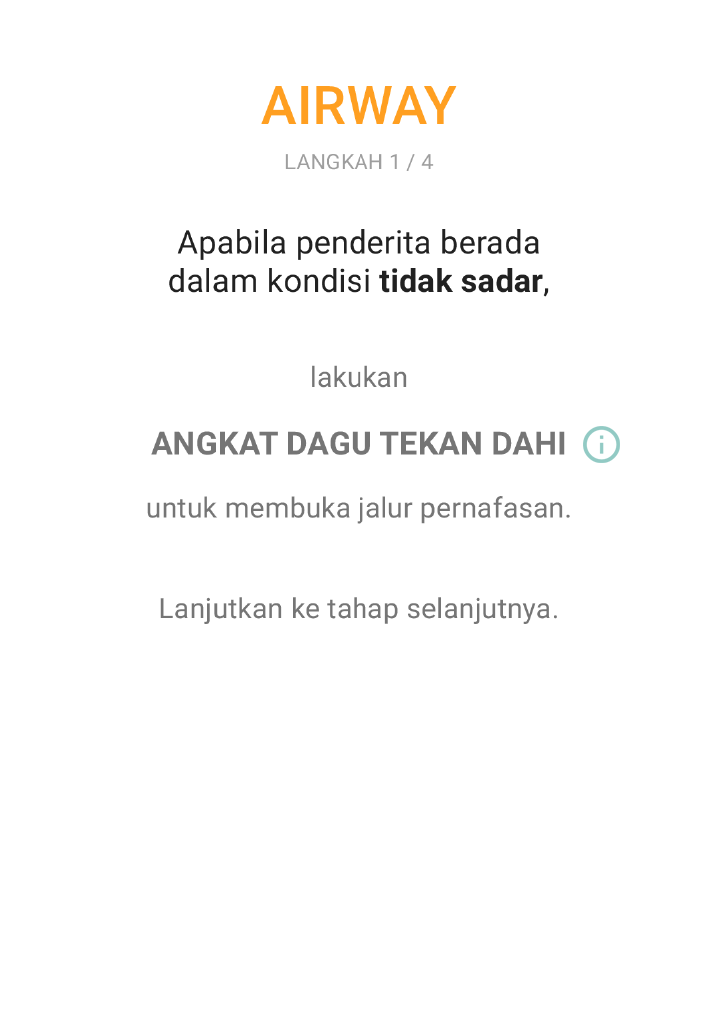 AIRWAY
LANGKAH 1 / 4
Apabila penderita berada
dalam kondisi tidak sadar,
lakukan
ANGKAT DAGU TEKAN DAHI
untuk membuka jalur pernafasan.
Lanjutkan ke tahap selanjutnya.